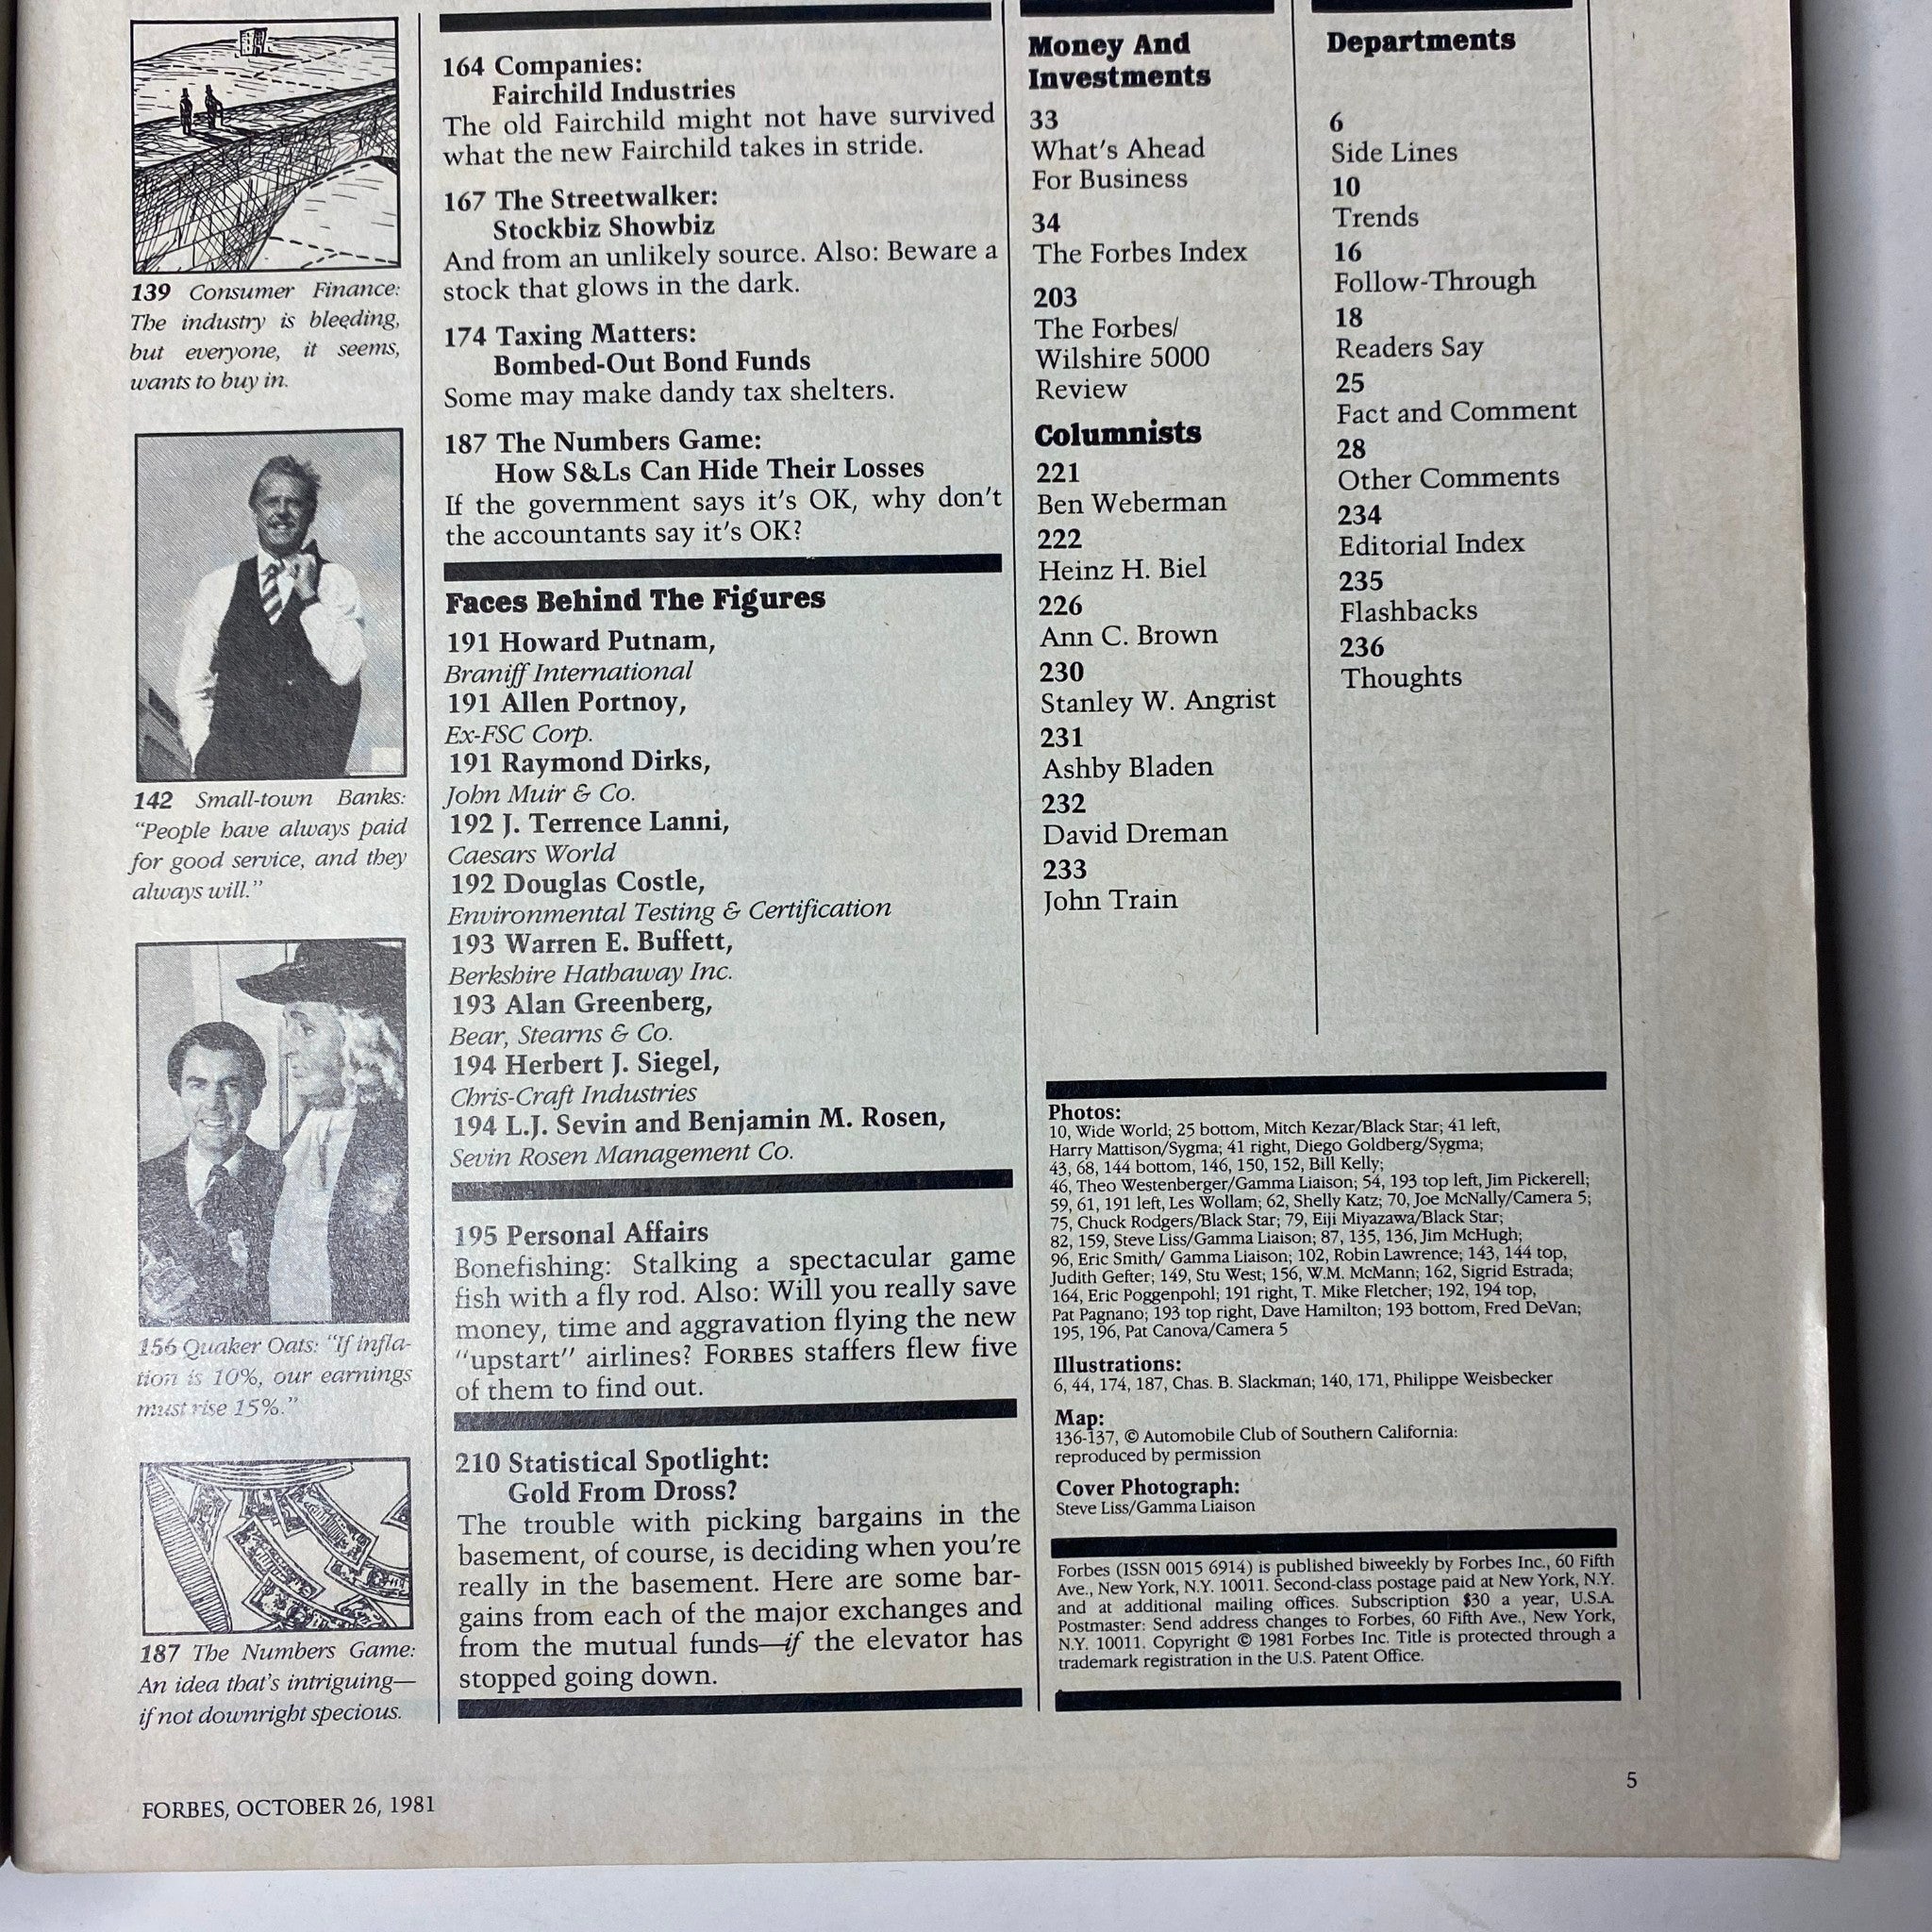 139 Consumer Finance:
The industry is bleeding,
but everyone, it seems,
wants to buy in.
142 Small-town Banks:
“People have always paid
for good service, and they
always will.”
156 Quaker Oats: “If infla-
tion is 10%, our earnings
must rise 15%.”
187 The Numbers Game:
An idea that’s intriguing—
if not downright specious.
164 Companies:
Fairchild Industries
The old Fairchild might not have survived
what the new Fairchild takes in stride.
167 The Streetwalker:
Stockbiz Showbiz
And from an unlikely source. Also: Beware a
stock that glows in the dark.
174 Taxing Matters:
Bombed-Out Bond Funds
Some may make dandy tax shelters.
187 The Numbers Game:
How S&Ls Can Hide Their Losses
If the government says it’s OK, why don’t
the accountants say it’s OK?
Faces Behind The Figures
191 Howard Putnam,
Braniff International
191 Allen Portnoy,
Ex-FSC Corp.
191 Raymond Dirks,
John Muir & Co.
192 J. Terrence Lanni,
Caesars World
192 Douglas Costle,
Environmental Testing & Certification
193 Warren E. Buffett,
Berkshire Hathaway Inc.
193 Alan Greenberg,
Bear, Stearns & Co.
194 Herbert J. Siegel,
Chris-Craft Industries
194 L.J. Sevin and Benjamin M. Rosen,
Sevin Rosen Management Co.
195 Personal Affairs
Bonefishing: Stalking a spectacular game
fish with a fly rod. Also: Will you really save
money, time and aggravation flying the new
“upstart” airlines? FORBES staffers flew five
of them to find out.
210 Statistical Spotlight:
Gold From Dross?
The trouble with picking bargains in the
basement, of course, is deciding when you’re
really in the basement. Here are some bar-
gains from each of the major exchanges and
from the mutual funds—if the elevator has
stopped going down.
Money And
Investments
33
What’s Ahead
For Business
34
The Forbes Index
203
The Forbes/
Wilshire 5000
Review
Columnists
221
Ben Weberman
222
Heinz H. Biel
226
Ann C. Brown
230
Stanley W. Angrist
231
Ashby Bladen
232
David Dreman
233
John Train
Departments
6
Side Lines
10
Trends
16
Follow-Through
18
Readers Say
25
Fact and Comment
28
Other Comments
234
Editorial Index
235
Flashbacks
236
Thoughts
Photos:
10, Wide World; 25 bottom, Mitch Kezar/Black Star; 41 left,
Harry Mattison/Sygma; 41 right, Diego Goldberg/Sygma;
43, 68, 144 bottom, 146, 150, 152, Bill Kelly;
46, Theo Westenberger/Gamma Liaison; 54, 193 top left, Jim Pickerell;
59, 61, 191 left, Les Wollam; 62, Shelly Katz; 70, Joe McNally/Camera 5;
75, Chuck Rodgers/Black Star; 79, Eiji Miyazawa/Black Star;
82, 159, Steve Liss/Gamma Liaison; 87, 135, 136, Jim McHugh;
96, Eric Smith/ Gamma Liaison; 102, Robin Lawrence; 143, 144 top,
Judith Gefter; 149, Stu West; 156, W.M. McMann; 162, Sigrid Estrada;
164, Eric Poggenpohl; 191 right, T. Mike Fletcher; 192, 194 top,
Pat Pagnano; 193 top right, Dave Hamilton; 193 bottom, Fred DeVan;
195, 196, Pat Canova/Camera 5
Illustrations:
6, 44, 174, 187, Chas. B. Slackman; 140, 171, Philippe Weisbecker
Map:
136-137, © Automobile Club of Southern California:
reproduced by permission
Cover Photograph:
Steve Liss/Gamma Liaison
Forbes (ISSN 0015 6914) is published biweekly by Forbes Inc., 60 Fifth
Ave., New York, N.Y. 10011. Second-class postage paid at New York, N.Y.
and at additional mailing offices. Subscription $30 a year, U.S.A.
Postmaster: Send address changes to Forbes, 60 Fifth Ave., New York,
N.Y. 10011. Copyright © 1981 Forbes Inc. Title is protected through a
trademark registration in the U.S. Patent Office.
FORBES, OCTOBER 26, 1981
5